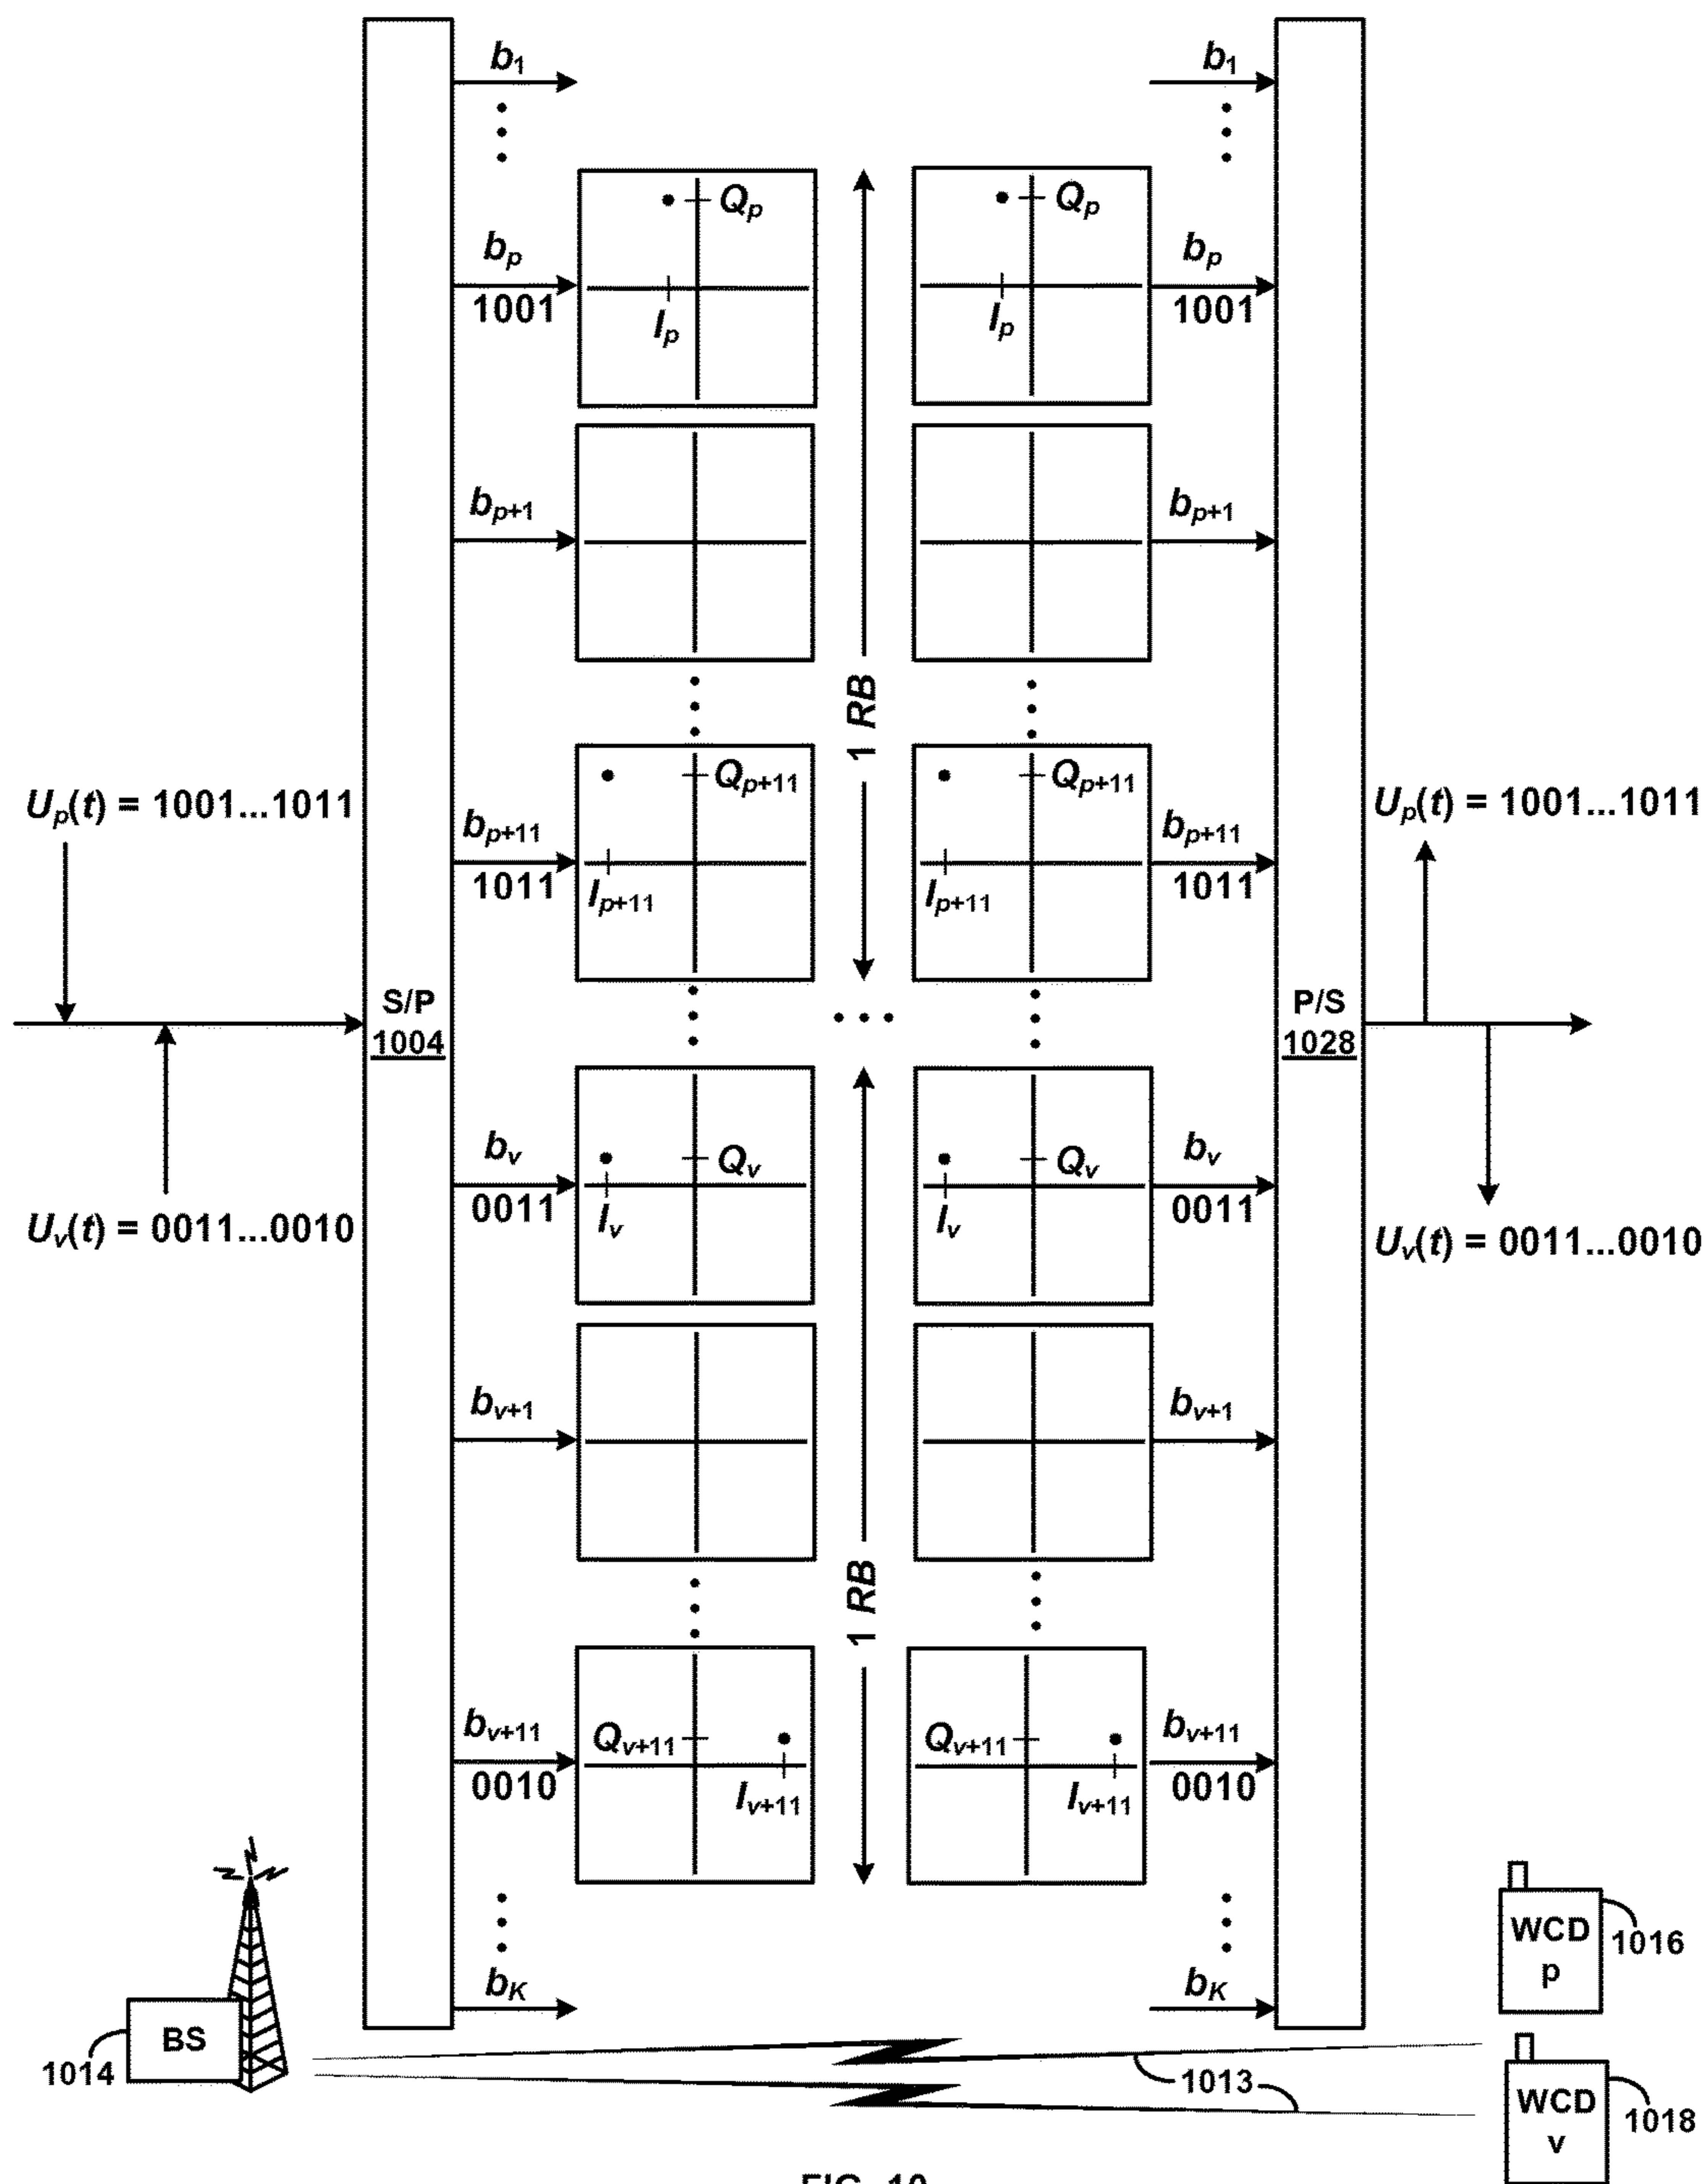 b1 b1
Qp Qp
bp bp
1001 1001
Ip Ip
bp+1 bp+1
1 RB
Qp+11 Qp+11
Up(t) = 1001...1011 Up(t) = 1001...1011
bp+11 bp+11
1011 1011
Ip+11 Ip+11
S/P P/S
1004 1028
bv Qv Qv bv
0011 0011
Iv Iv
Uv(t) = 0011...0010 Uv(t) = 0011...0010
bv+1 bv+1
1 RB
bv+11 Qv+11 Qv+11 bv+11
0010 0010
Iv+11 Iv+11
WCD
p
1016
bK bK
BS
1014
1013
WCD
v
1018
FIG. 10